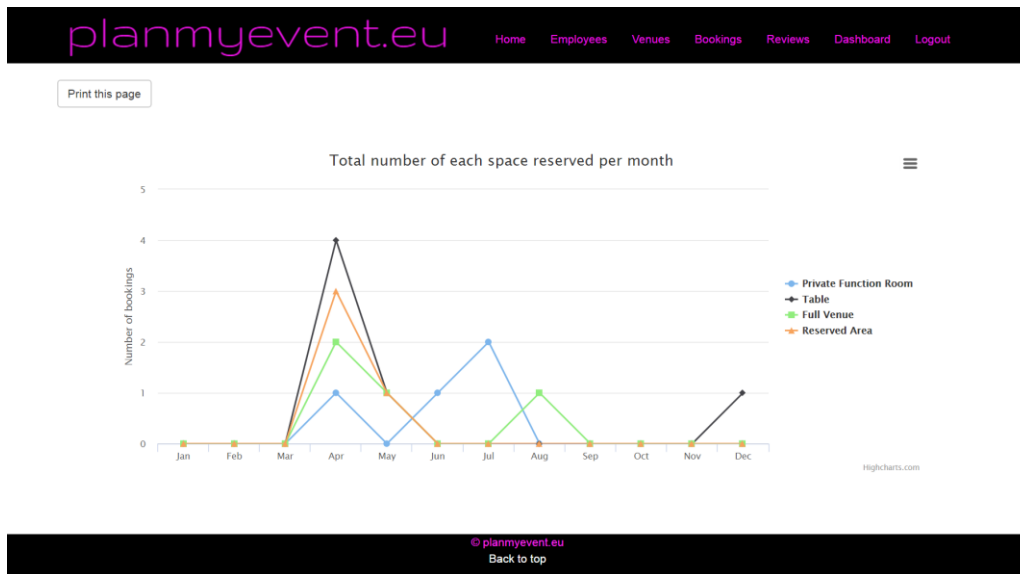 planmyevent.eu
Home Employees Venues Bookings Reviews Dashboard Logout
Print this page
Total number of each space reserved per month
Number of bookings
5
4
3
2
1
0
Jan Feb Mar Apr May Jun Jul Aug Sep Oct Nov Dec
Private Function Room
Table
Full Venue
Reserved Area
Highcharts.com
© planmyevent.eu
Back to top